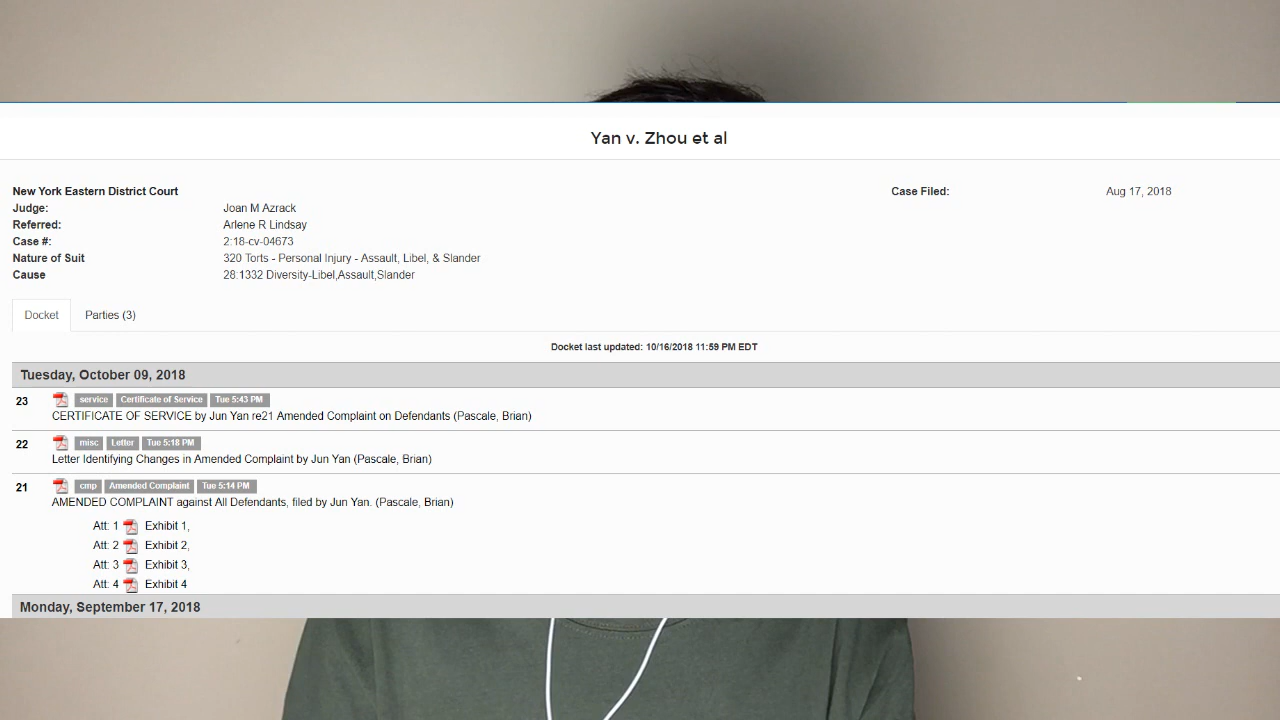 Yan v. Zhou et al
New York Eastern District Court
Case Filed: Aug 17, 2018
Judge: Joan M Azrack
Referred: Arlene R Lindsay
Case #: 2:18-cv-04673
Nature of Suit 320 Torts - Personal Injury - Assault, Libel, & Slander
Cause 28:1332 Diversity-Libel,Assault,Slander
Docket Parties (3)
Docket last updated: 10/16/2018 11:59 PM EDT
Tuesday, October 09, 2018
23 service Certificate of Service Tue 5:43 PM
CERTIFICATE OF SERVICE by Jun Yan re21 Amended Complaint on Defendants (Pascale, Brian)
22 misc Letter Tue 5:18 PM
Letter Identifying Changes in Amended Complaint by Jun Yan (Pascale, Brian)
21 cmp Amended Complaint Tue 5:14 PM
AMENDED COMPLAINT against All Defendants, filed by Jun Yan. (Pascale, Brian)
Att: 1 Exhibit 1,
Att: 2 Exhibit 2,
Att: 3 Exhibit 3,
Att: 4 Exhibit 4
Monday, September 17, 2018